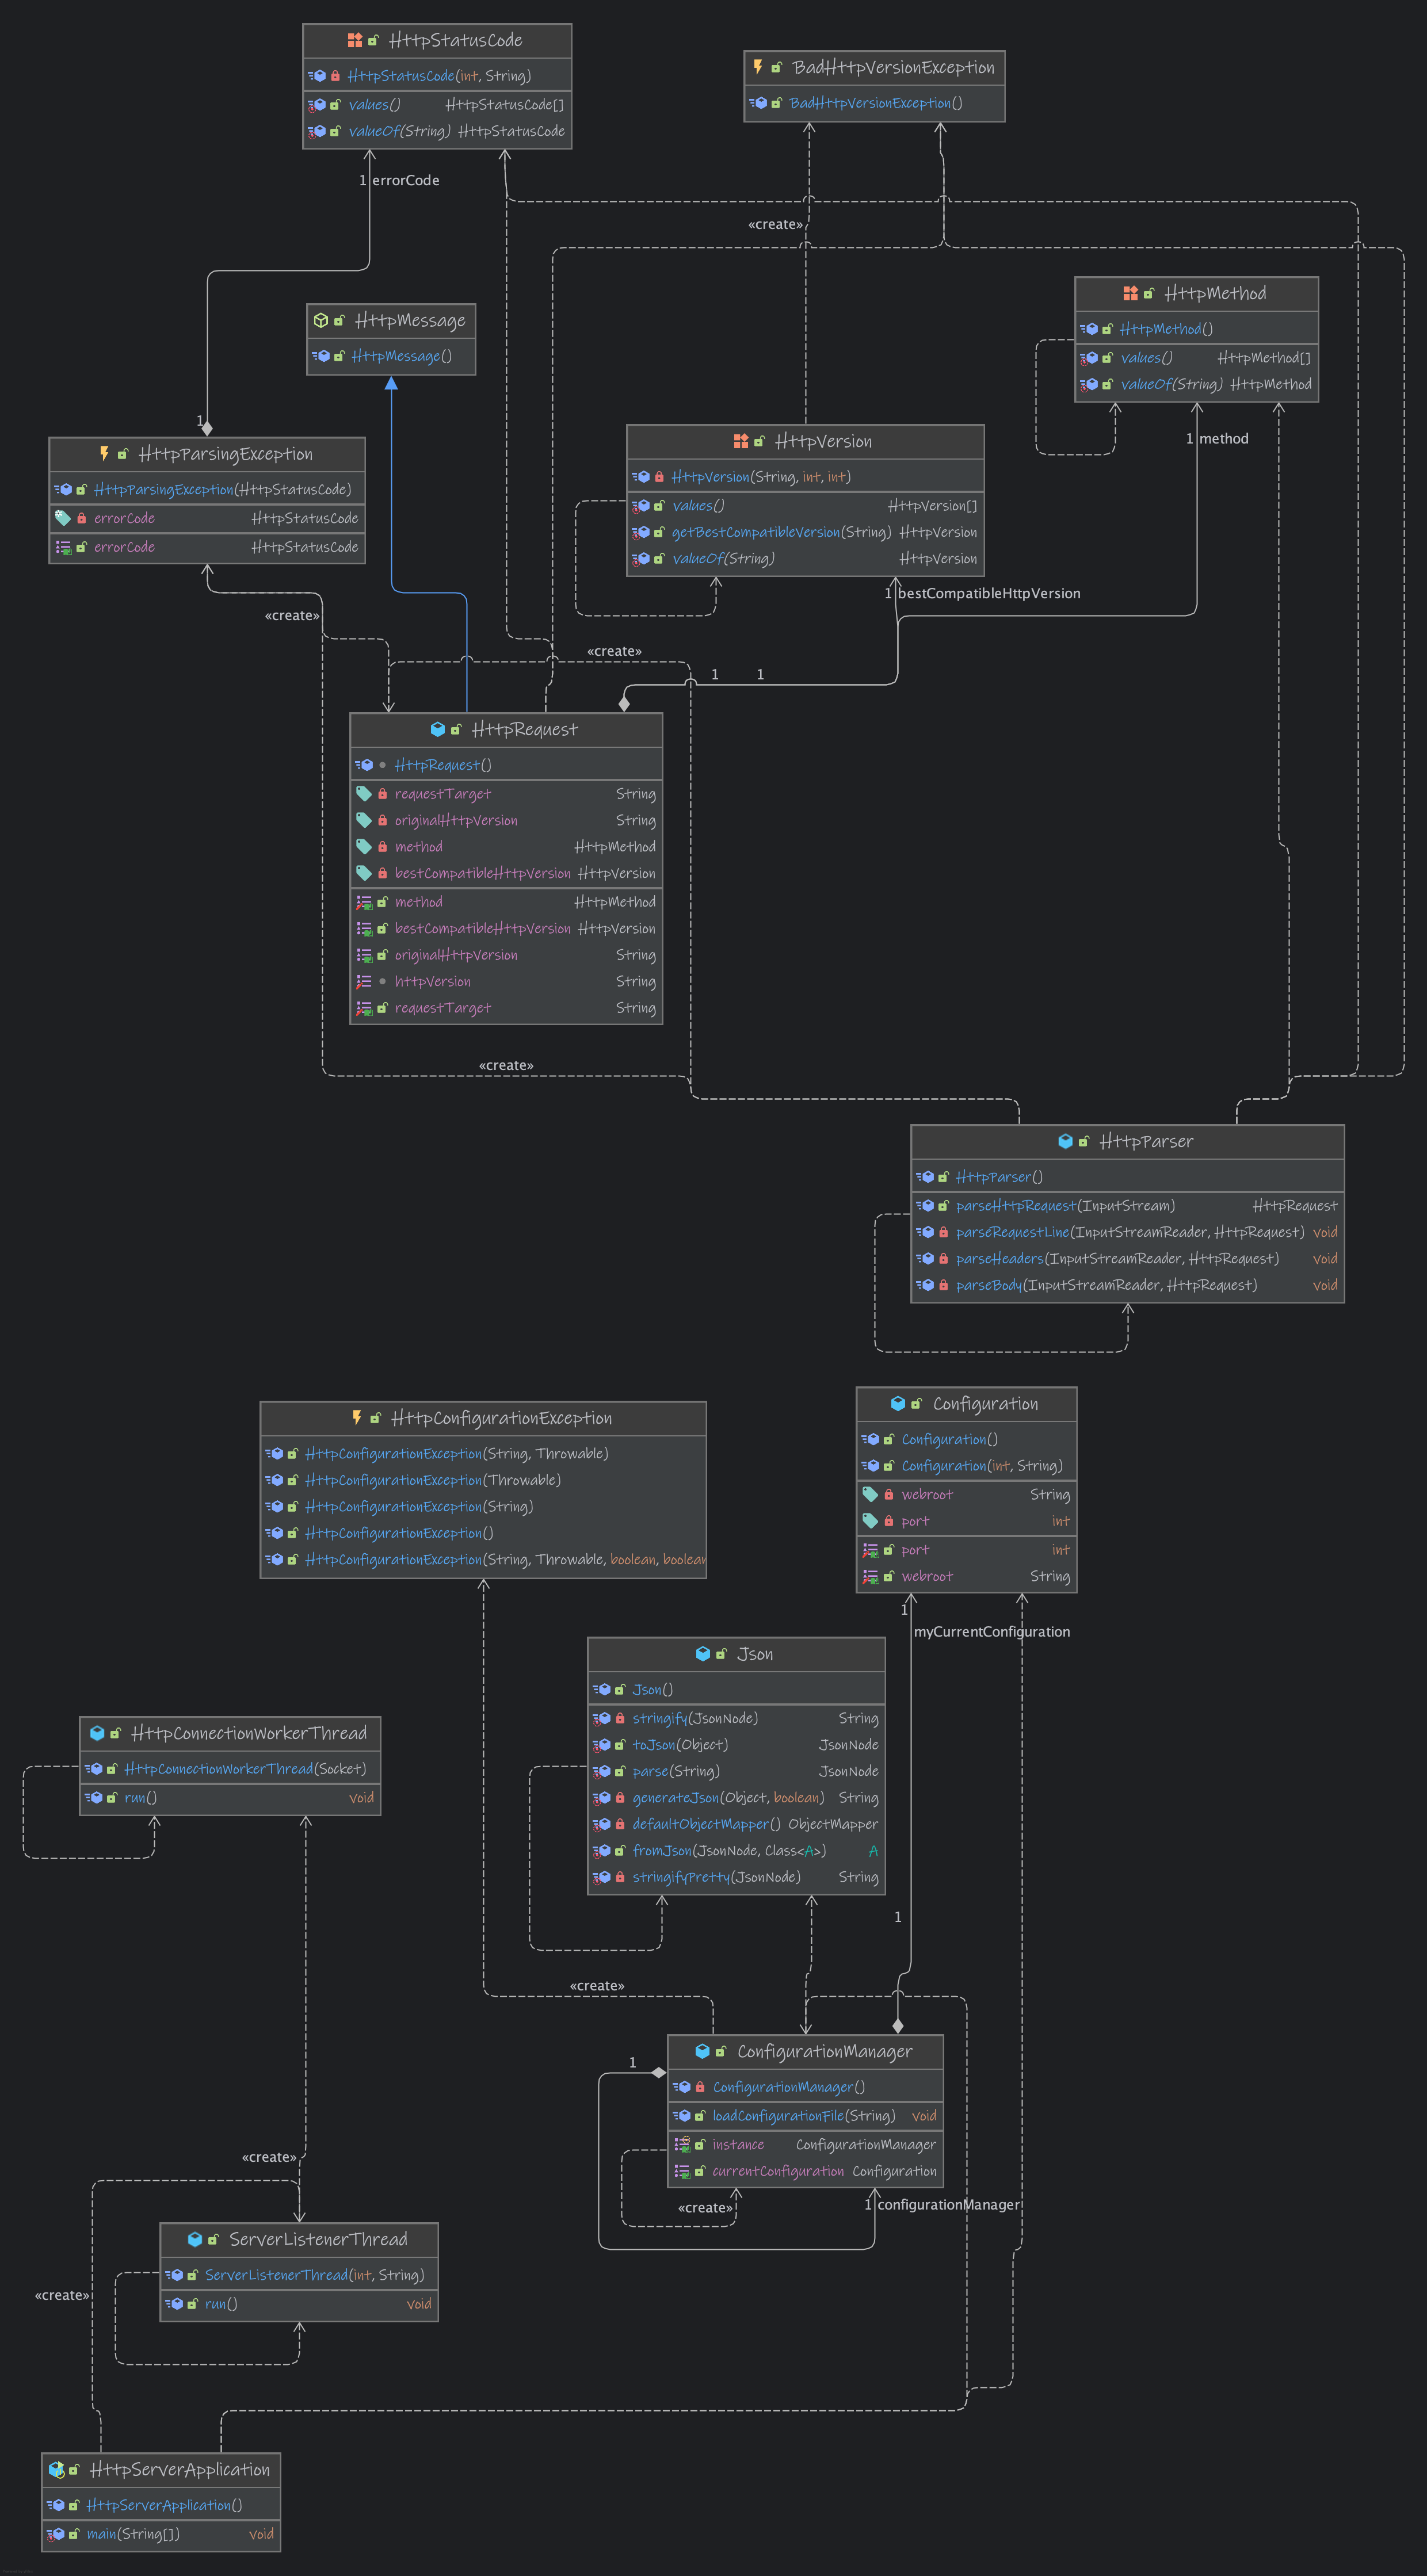 HttpStatusCode
HttpStatusCode(int, String)
values() HttpStatusCode[]
valueOf(String) HttpStatusCode
1 errorCode
BadHttpVersionException
BadHttpVersionException()
«create»
HttpMethod
HttpMethod()
values() HttpMethod[]
valueOf(String) HttpMethod
1 method
HttpMessage
HttpMessage()
1
HttpParsingException
HttpParsingException(HttpStatusCode)
errorCode HttpStatusCode
errorCode HttpStatusCode
HttpVersion
HttpVersion(String, int, int)
values() HttpVersion[]
getBestCompatibleVersion(String) HttpVersion
valueOf(String) HttpVersion
1 bestCompatibleHttpVersion
«create»
«create»
1 1
HttpRequest
HttpRequest()
requestTarget String
originalHttpVersion String
method HttpMethod
bestCompatibleHttpVersion HttpVersion
method HttpMethod
bestCompatibleHttpVersion HttpVersion
originalHttpVersion String
httpVersion String
requestTarget String
«create»
HttpParser
HttpParser()
parseHttpRequest(InputStream) HttpRequest
parseRequestLine(InputStreamReader, HttpRequest) void
parseHeaders(InputStreamReader, HttpRequest) void
parseBody(InputStreamReader, HttpRequest) void
HttpConfigurationException
HttpConfigurationException(String, Throwable)
HttpConfigurationException(Throwable)
HttpConfigurationException(String)
HttpConfigurationException()
HttpConfigurationException(String, Throwable, boolean, boolean
Configuration
Configuration()
Configuration(int, String)
webroot String
port int
port int
webroot String
1
myCurrentConfiguration
Json
Json()
stringify(JsonNode) String
toJson(Object) JsonNode
parse(String) JsonNode
generateJson(Object, boolean) String
defaultObjectMapper() ObjectMapper
fromJson(JsonNode, Class<A>) A
stringifyPretty(JsonNode) String
HttpConnectionWorkerThread
HttpConnectionWorkerThread(Socket)
run() void
1
«create»
ConfigurationManager
ConfigurationManager()
loadConfigurationFile(String) void
instance ConfigurationManager
currentConfiguration Configuration
1
«create»
1 configurationManager
«create»
ServerListenerThread
ServerListenerThread(int, String)
run() void
«create»
HttpServerApplication
HttpServerApplication()
main(String[]) void